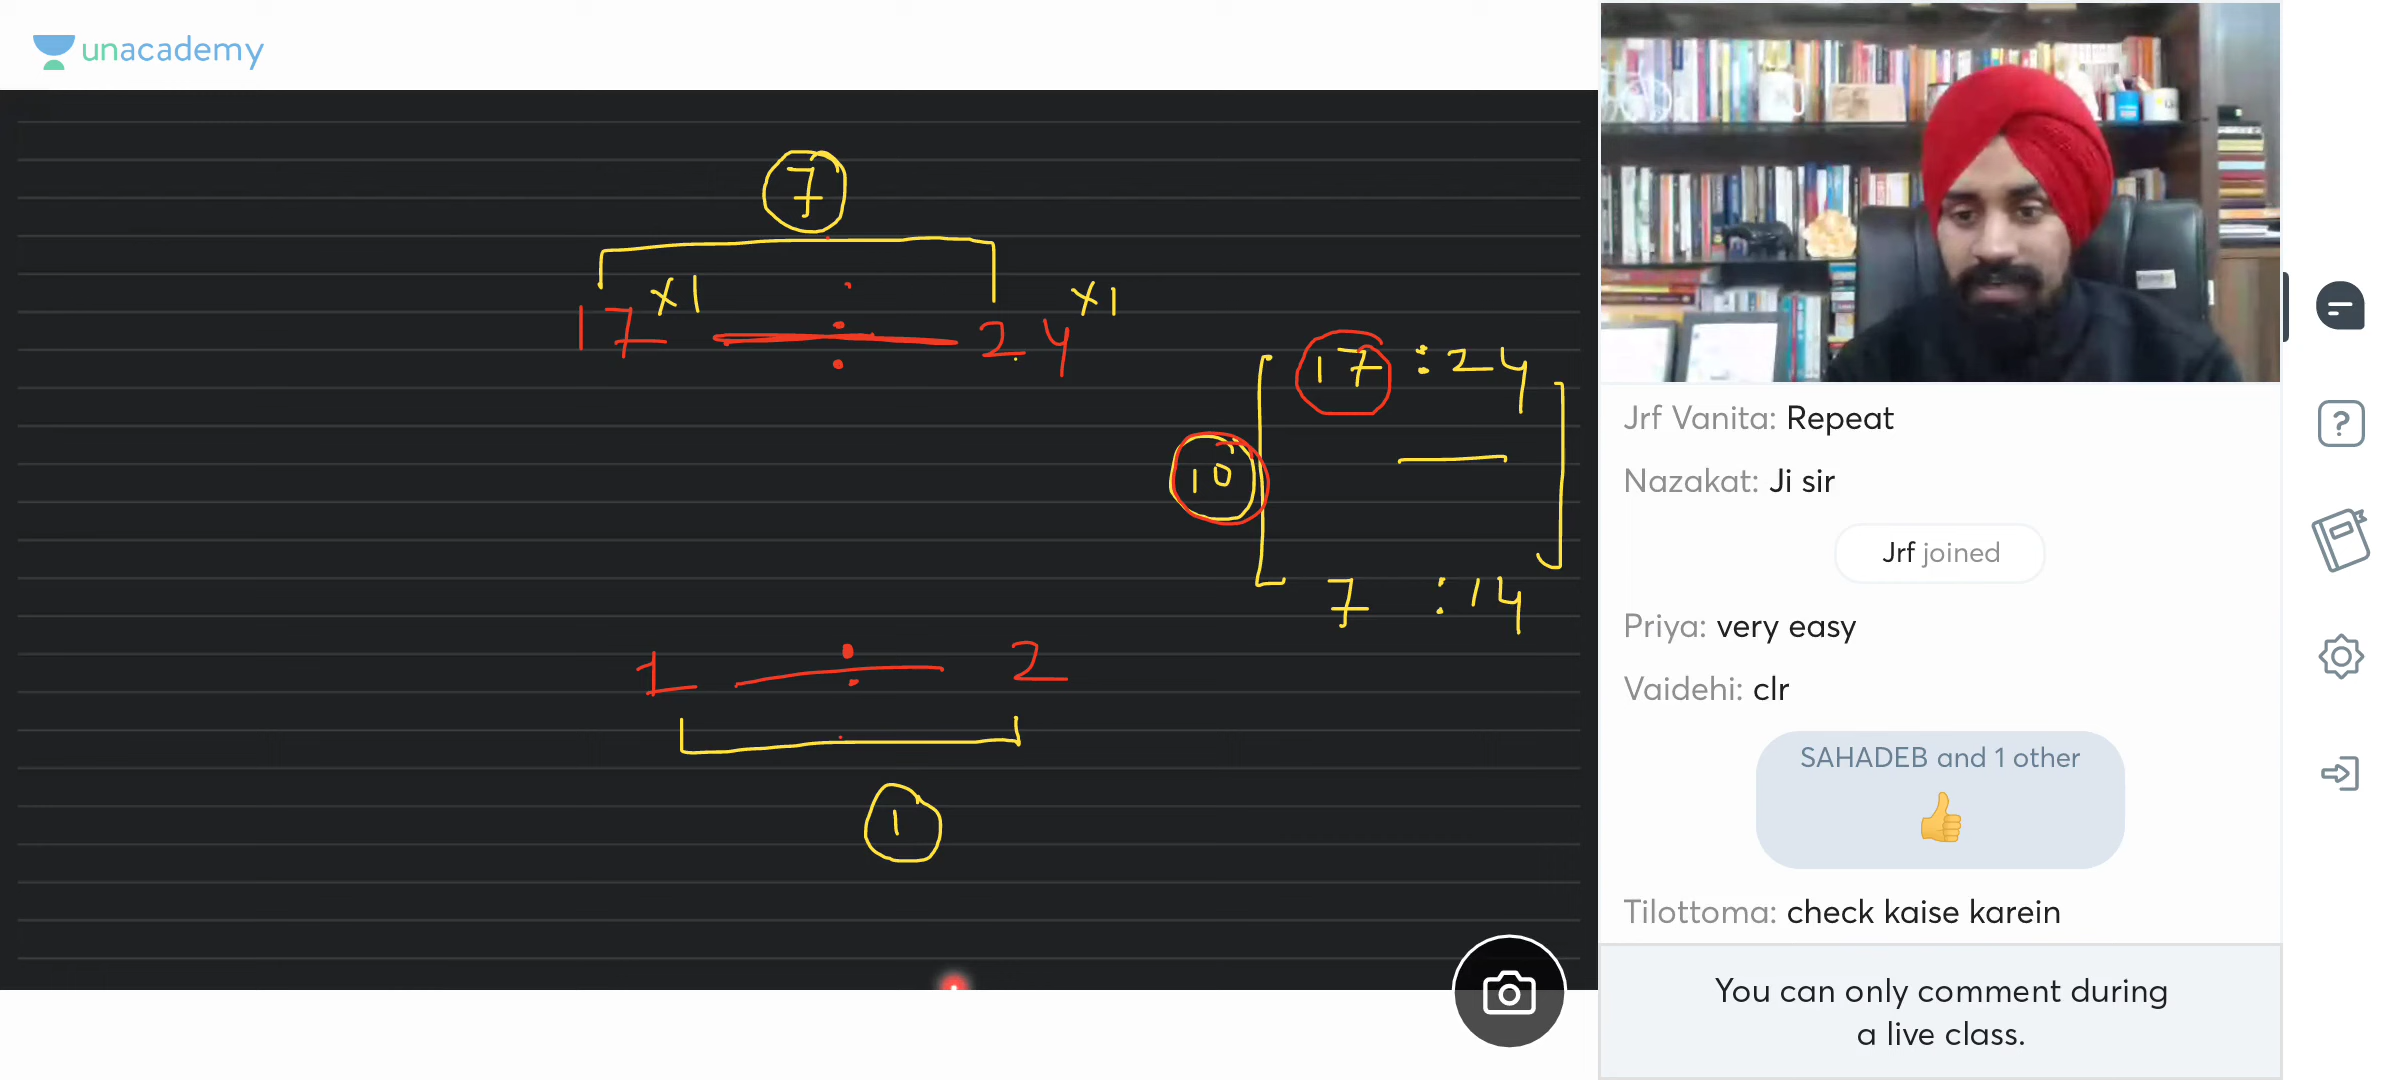 unacademy
7
17 x1 : 24 x1
17 : 24
10
7 : 14
1 : 2
1
Jrf Vanita: Repeat
Nazakat: Ji sir
Jrf joined
Priya: very easy
Vaidehi: clr
SAHADEB and 1 other
Tilottoma: check kaise karein
You can only comment during
a live class.